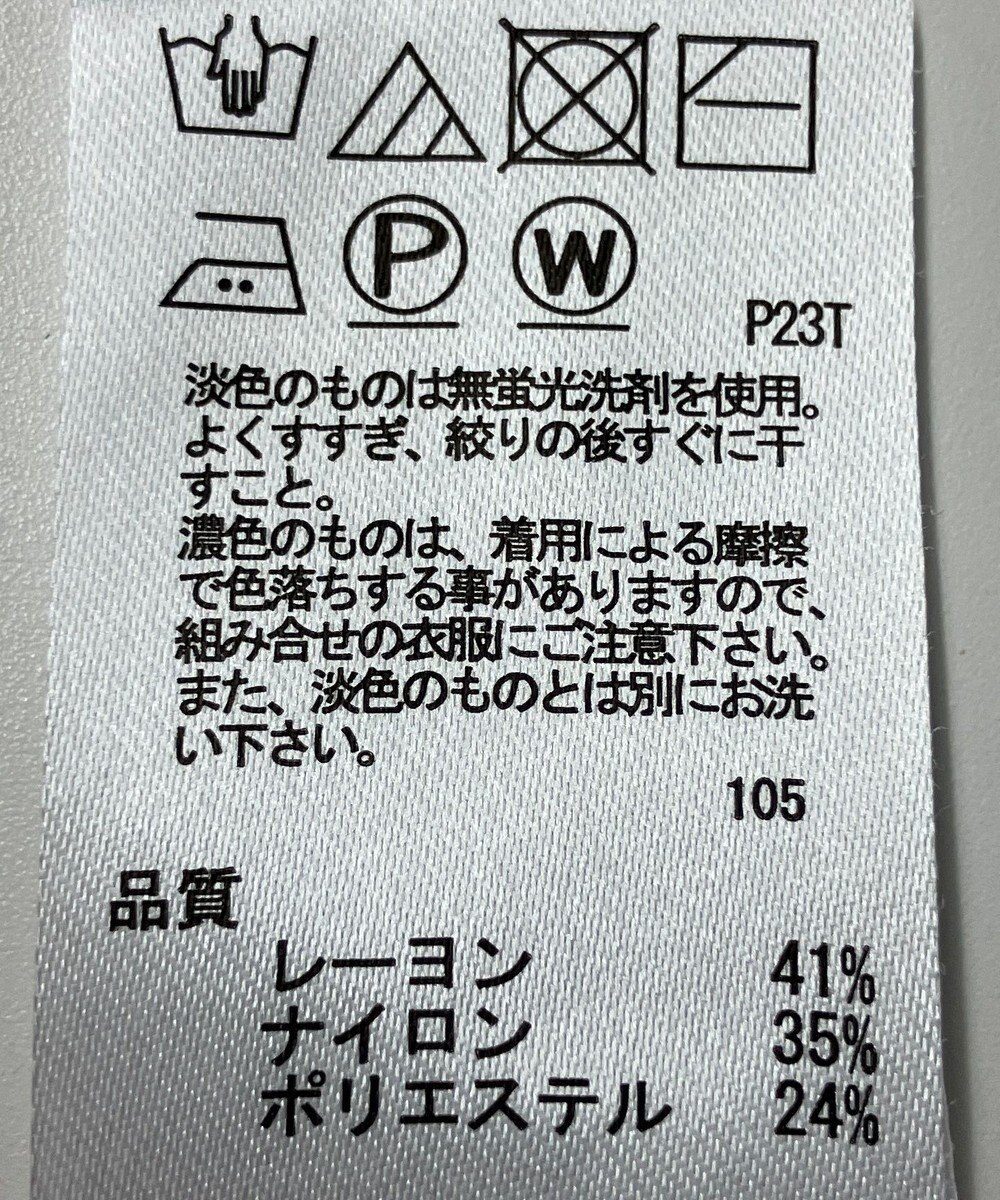 P
W
P23T
淡色のものは無蛍光洗剤を使用。
よくすすぎ、絞りの後すぐに干
すこと。
濃色のものは、着用による摩擦
で色落ちする事がありますので、
組み合せの衣服にご注意下さい。
また、淡色のものとは別にお洗
い下さい。
105
品質
レーヨン 41%
ナイロン 35%
ポリエステル 24%